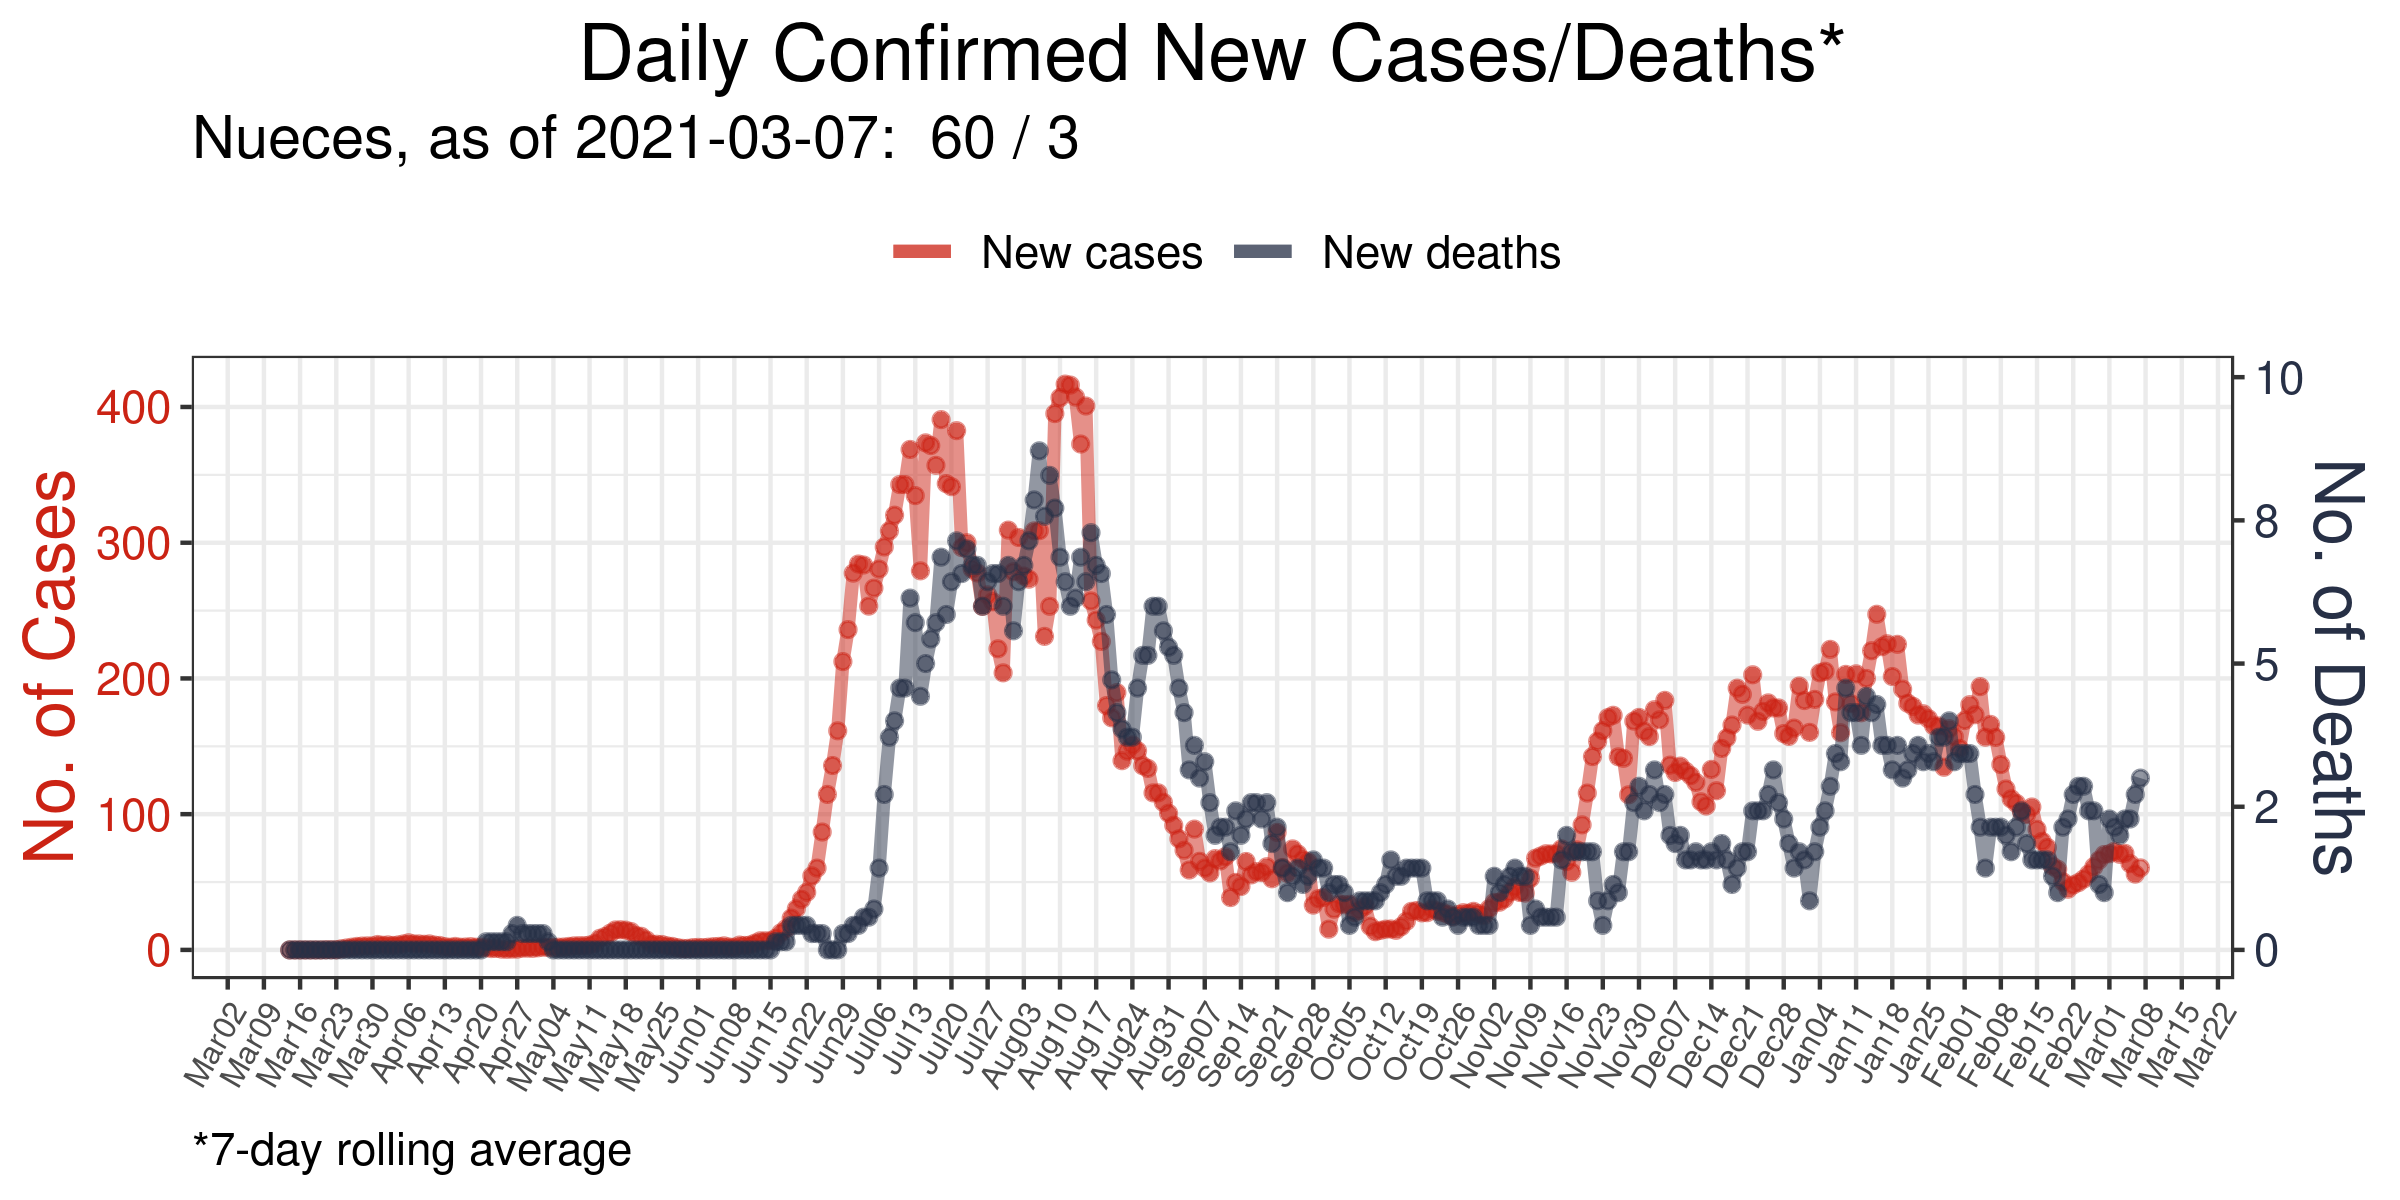 Daily Confirmed New Cases/Deaths*
Nueces, as of 2021-03-07:  60 / 3
New cases
New deaths
No. of Cases
400
300
200
100
0
10
8
5
2
0
No. of Deaths
Mar02
Mar09
Mar16
Mar23
Mar30
Apr06
Apr13
Apr20
Apr27
May04
May11
May18
May25
Jun01
Jun08
Jun15
Jun22
Jun29
Jul06
Jul13
Jul20
Jul27
Aug03
Aug10
Aug17
Aug24
Aug31
Sep07
Sep14
Sep21
Sep28
Oct05
Oct12
Oct19
Oct26
Nov02
Nov09
Nov16
Nov23
Nov30
Dec07
Dec14
Dec21
Dec28
Jan04
Jan11
Jan18
Jan25
Feb01
Feb08
Feb15
Feb22
Mar01
Mar08
Mar15
Mar22
*7-day rolling average